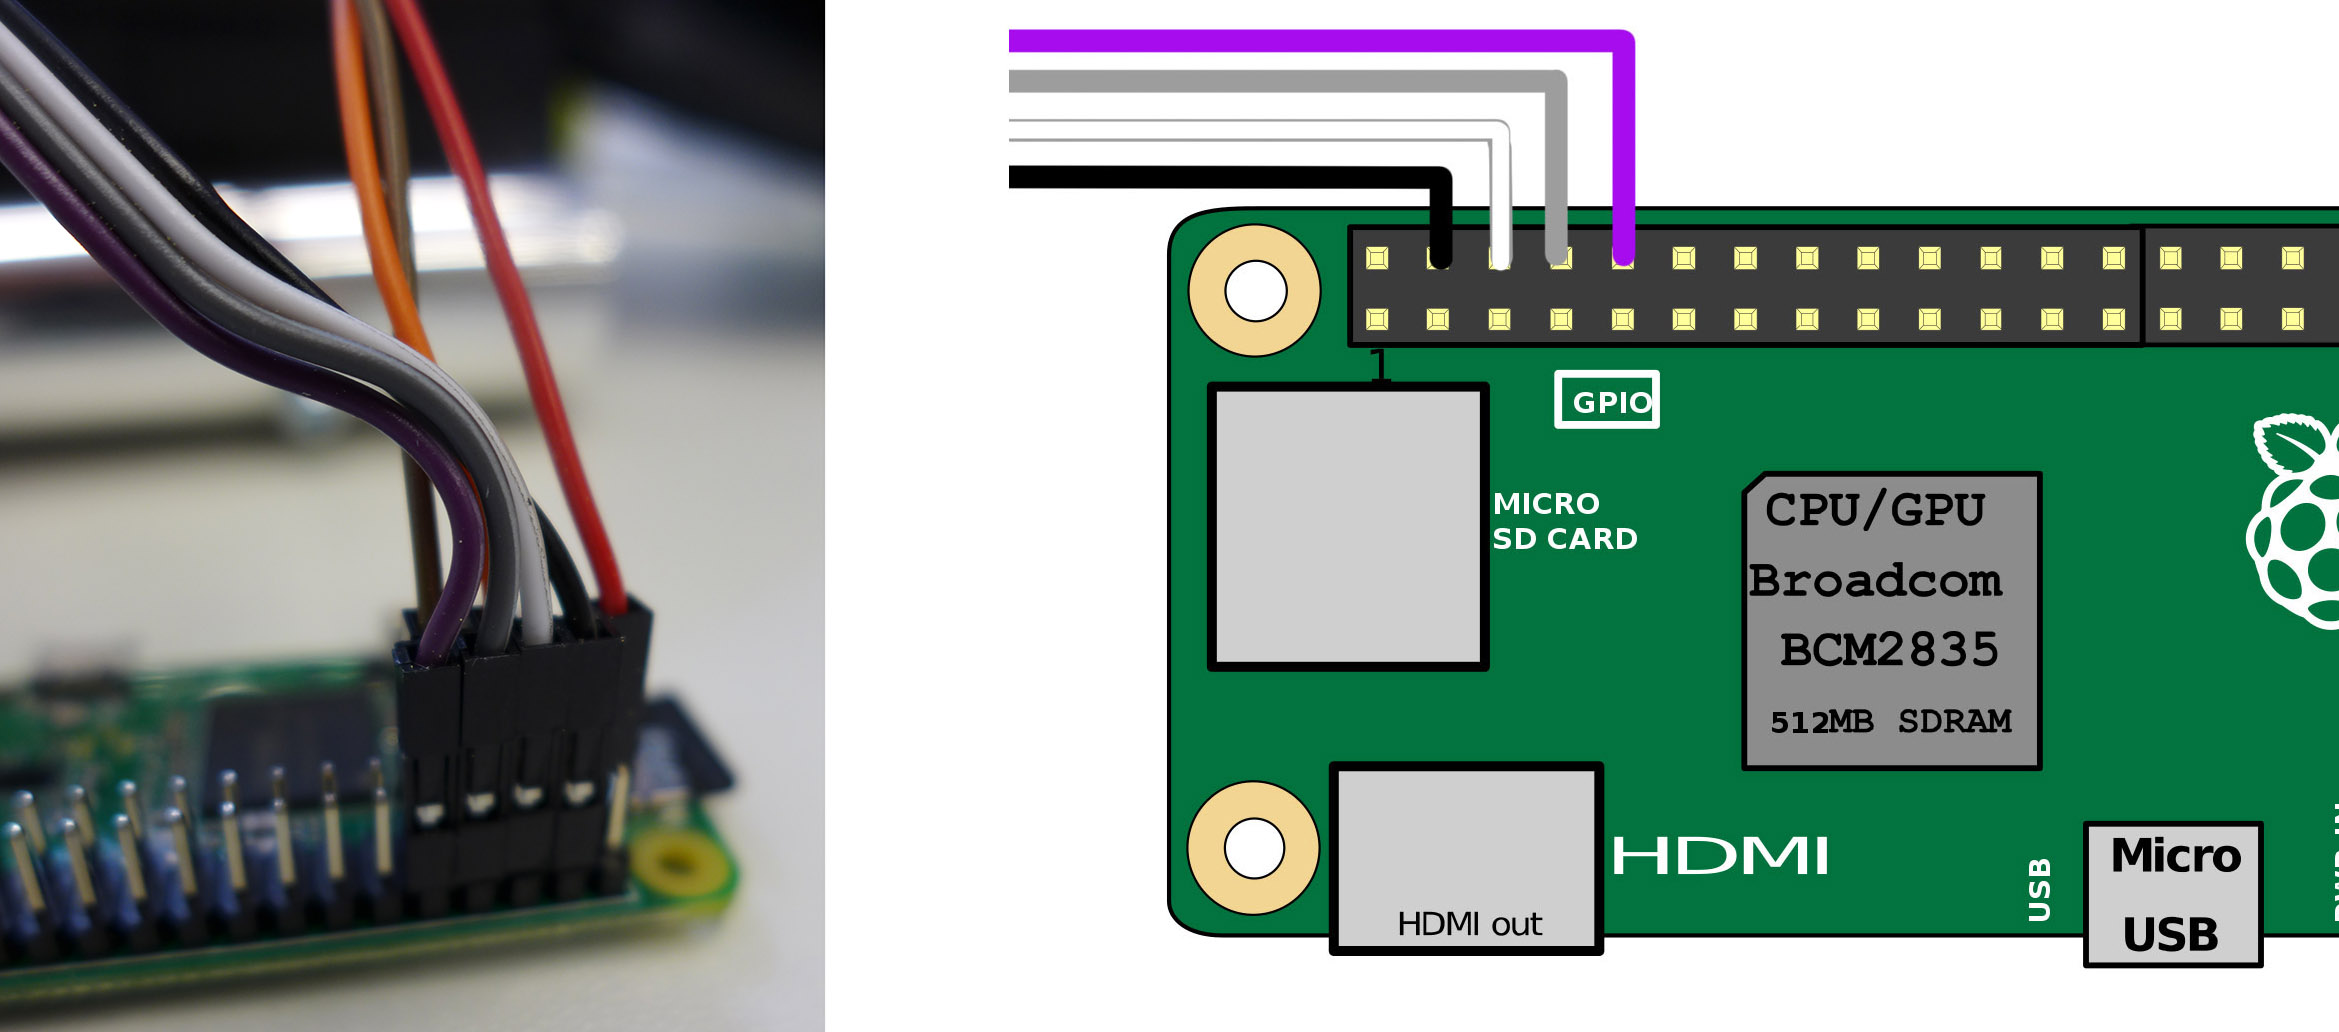 1
GPIO
MICRO
SD CARD
CPU/GPU
Broadcom
BCM2835
512MB SDRAM
HDMI
HDMI out
USB
Micro
USB